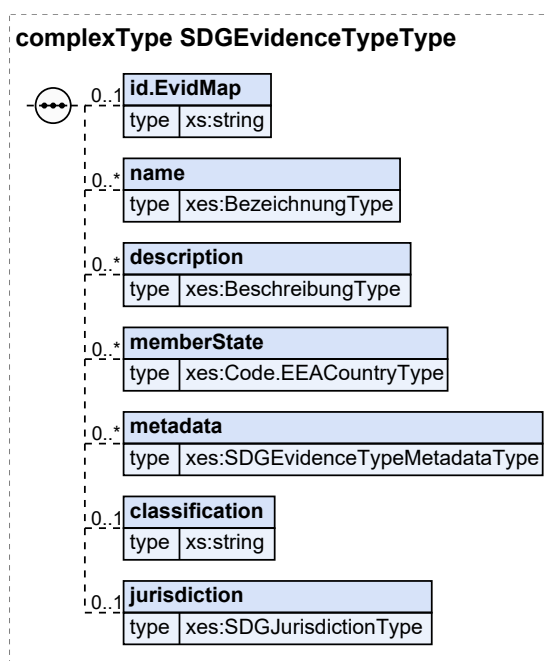 complexType SDGEvidenceTypeType
0..1 id.EvidMap
type xs:string
0..* name
type xes:BezeichnungType
0..* description
type xes:BeschreibungType
0..* memberState
type xes:Code.EEACountryType
0..* metadata
type xes:SDGEvidenceTypeMetadataType
0..1 classification
type xs:string
0..1 jurisdiction
type xes:SDGJurisdictionType